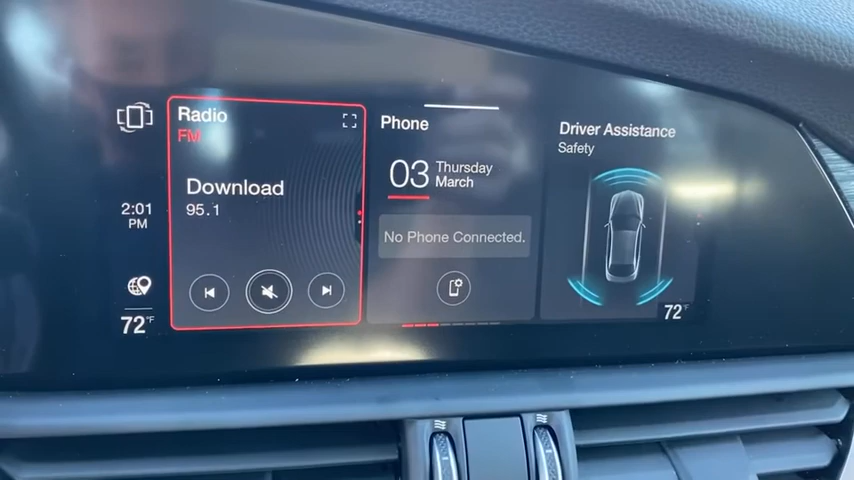 Radio
FM
Download
95.1
2:01
PM
72°F
Phone
03 Thursday
March
No Phone Connected.
Driver Assistance
Safety
72°F